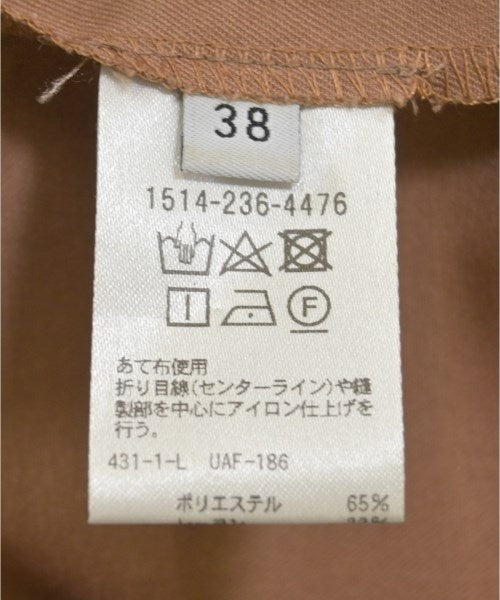 38
1514-236-4476
F
あて布使用
折り目線(センターライン)や縫
製部を中心にアイロン仕上げを
行う。
431-1-L UAF-186
ポリエステル 65%